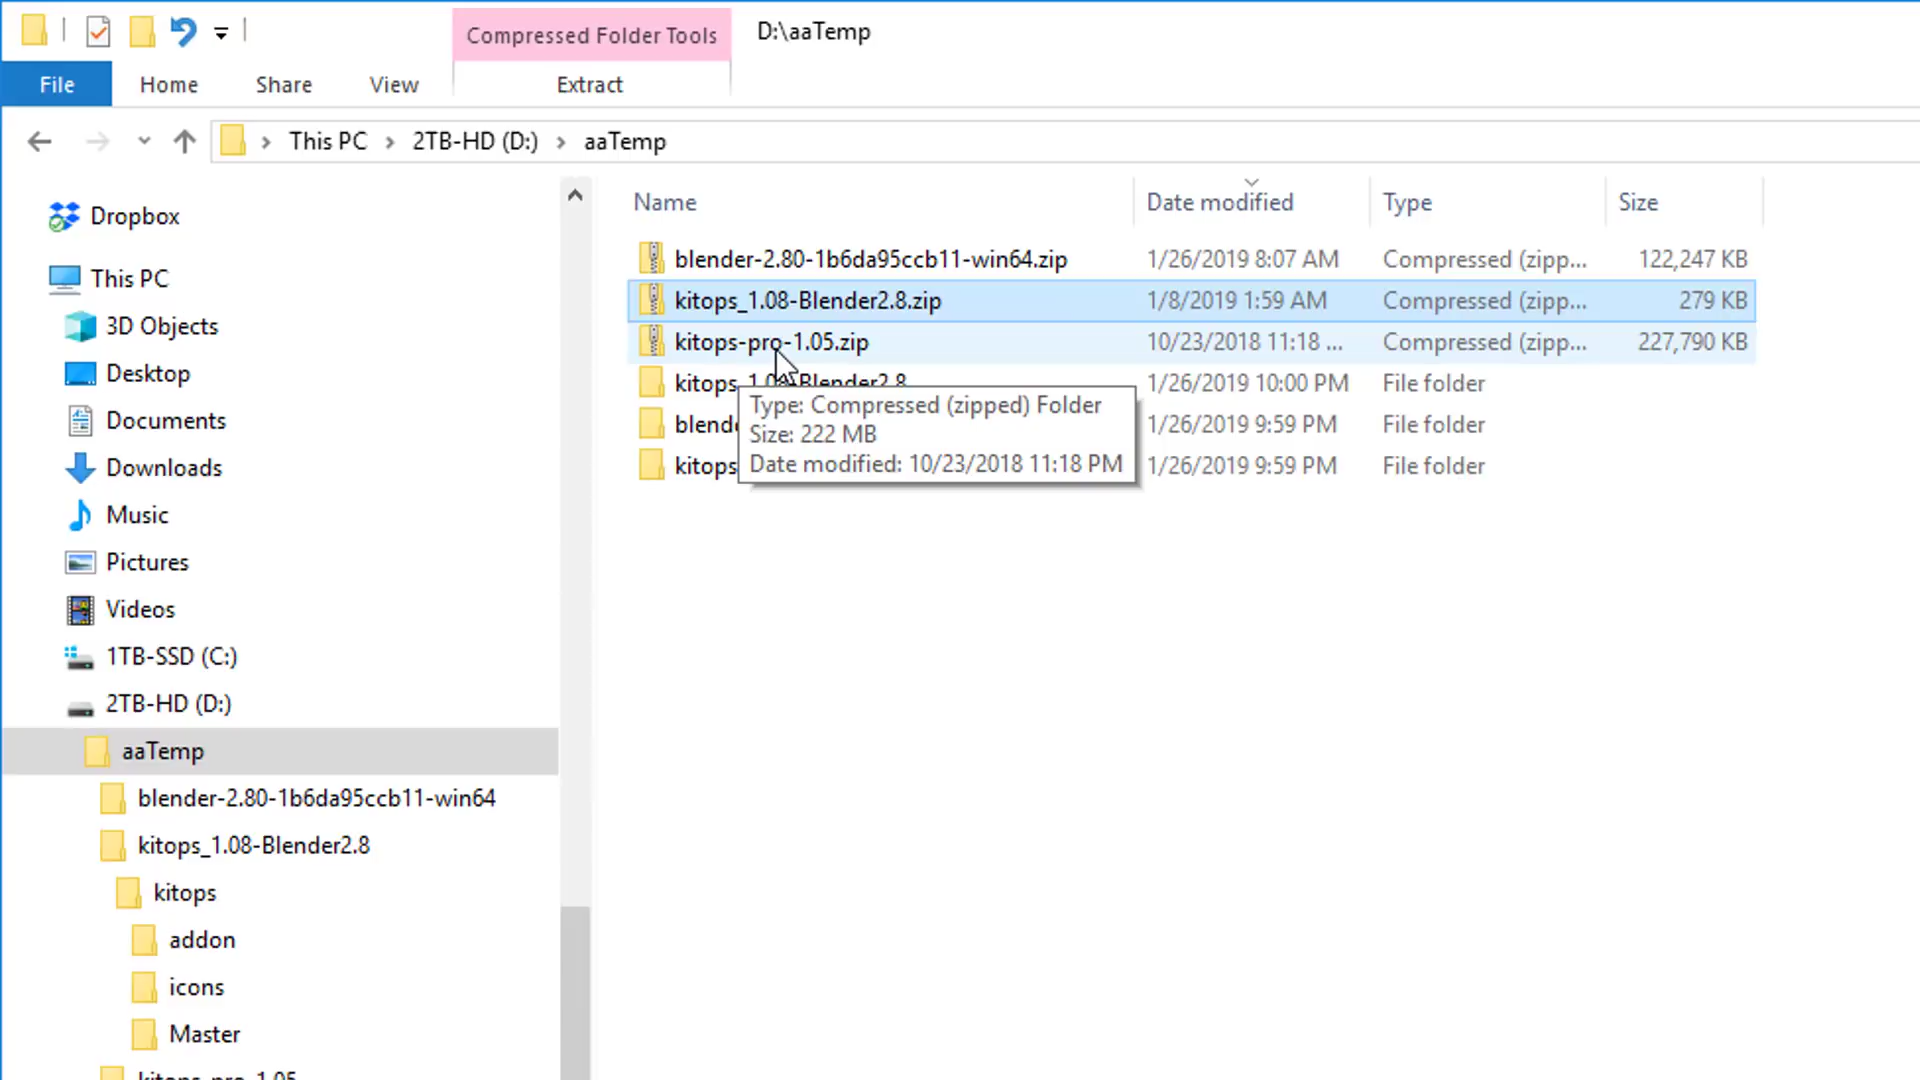 Compressed Folder Tools
D:\aaTemp
File
Home
Share
View
Extract
This PC
2TB-HD (D:)
aaTemp
Name
Date modified
Type
Size
blender-2.80-1b6da95ccb11-win64.zip
1/26/2019 8:07 AM
Compressed (zipp...
122,247 KB
kitops_1.08-Blender2.8.zip
1/8/2019 1:59 AM
Compressed (zipp...
279 KB
kitops-pro-1.05.zip
10/23/2018 11:18 ...
Compressed (zipp...
227,790 KB
kitops_1.08-Blender2.8
1/26/2019 10:00 PM
File folder
1/26/2019 9:59 PM
File folder
kitops
1/26/2019 9:59 PM
File folder
Type: Compressed (zipped) Folder
Size: 222 MB
Date modified: 10/23/2018 11:18 PM
Dropbox
This PC
3D Objects
Desktop
Documents
Downloads
Music
Pictures
Videos
1TB-SSD (C:)
2TB-HD (D:)
aaTemp
blender-2.80-1b6da95ccb11-win64
kitops_1.08-Blender2.8
kitops
addon
icons
Master
kitops-pro-1.05